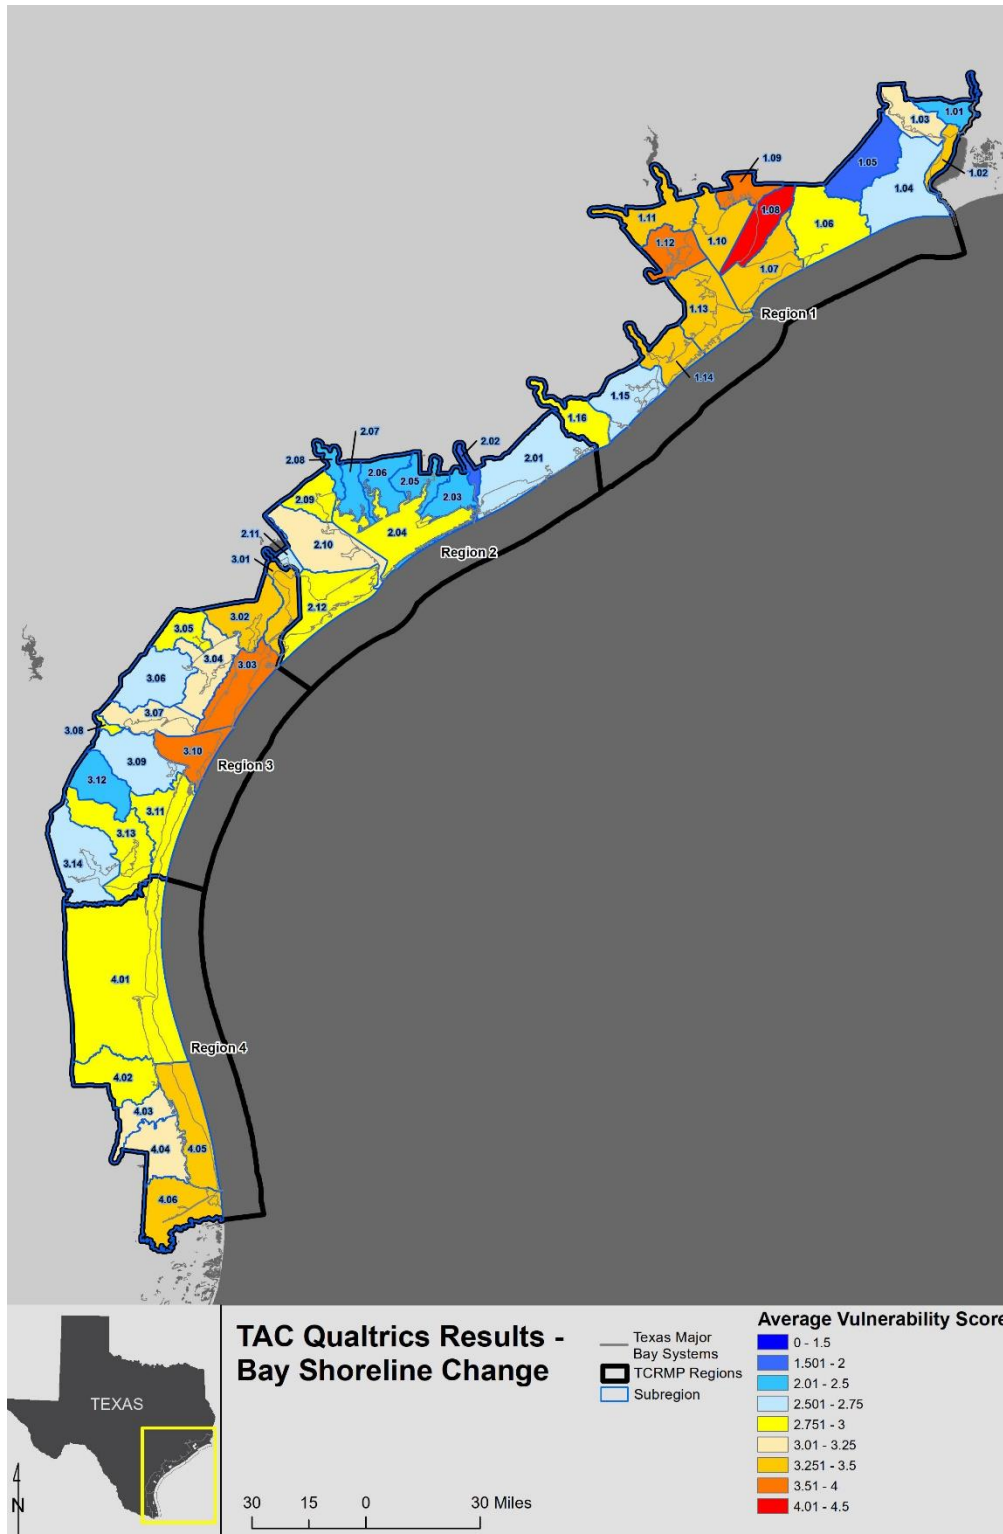 1.03
1.01
1.09
1.05
1.02
1.04
1.11
1.08
1.12
1.10
1.06
1.07
1.13
Region 1
1.14
1.15
1.16
2.07
2.02
2.08
2.06
2.01
2.05
2.03
2.09
2.04
2.11
2.10
Region 2
3.01
2.12
3.02
3.05
3.04
3.03
3.06
3.07
3.08
3.10
3.09
Region 3
3.12
3.11
3.13
3.14
4.01
Region 4
4.02
4.03
4.04
4.05
4.06
TEXAS
N
TAC Qualtrics Results -
Bay Shoreline Change
30 15 0 30 Miles
Texas Major
Bay Systems
TCRMP Regions
Subregion
Average Vulnerability Score
0 - 1.5
1.501 - 2
2.01 - 2.5
2.501 - 2.75
2.751 - 3
3.01 - 3.25
3.251 - 3.5
3.51 - 4
4.01 - 4.5